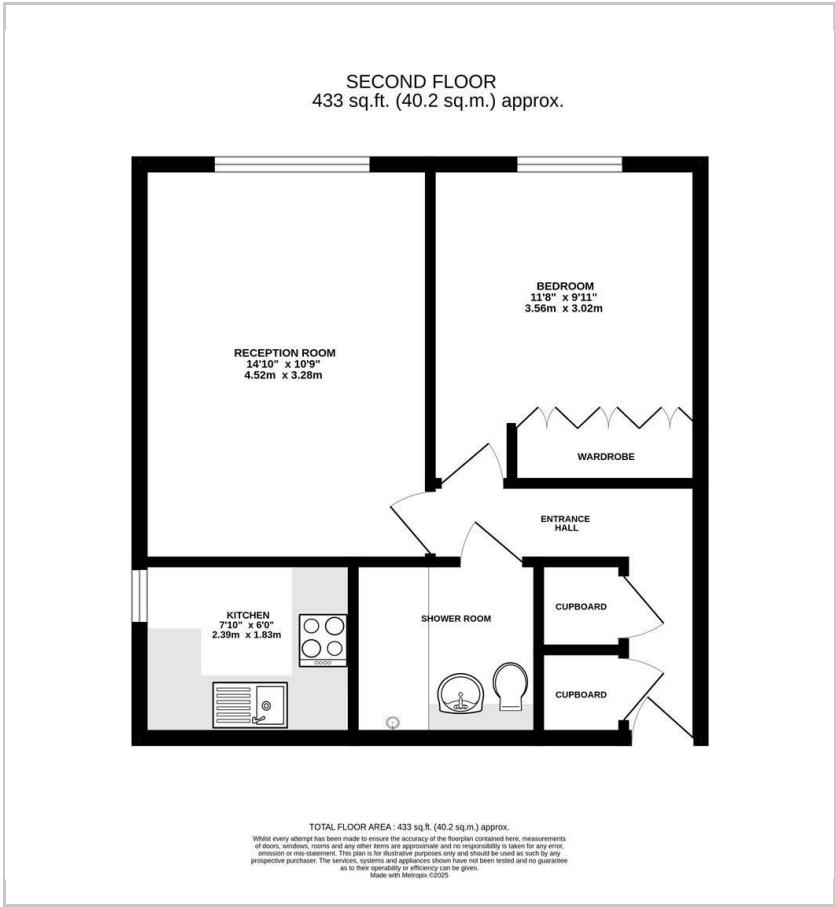 SECOND FLOOR
433 sq.ft. (40.2 sq.m.) approx.
BEDROOM
11'8" x 9'11"
3.56m x 3.02m
RECEPTION ROOM
14'10" x 10'9"
4.52m x 3.28m
WARDROBE
ENTRANCE
HALL
KITCHEN
7'10" x 6'0"
2.39m x 1.83m
SHOWER ROOM
CUPBOARD
CUPBOARD
TOTAL FLOOR AREA : 433 sq.ft. (40.2 sq.m.) approx.
Whilst every attempt has been made to ensure the accuracy of the floorplan contained here, measurements
of doors, windows, rooms and any other items are approximate and no responsibility is taken for any error,
omission or mis-statement. This plan is for illustrative purposes only and should be used as such by any
prospective purchaser. The services, systems and appliances shown have not been tested and no guarantee
as to their operability or efficiency can be given.
Made with Metropix ©2025